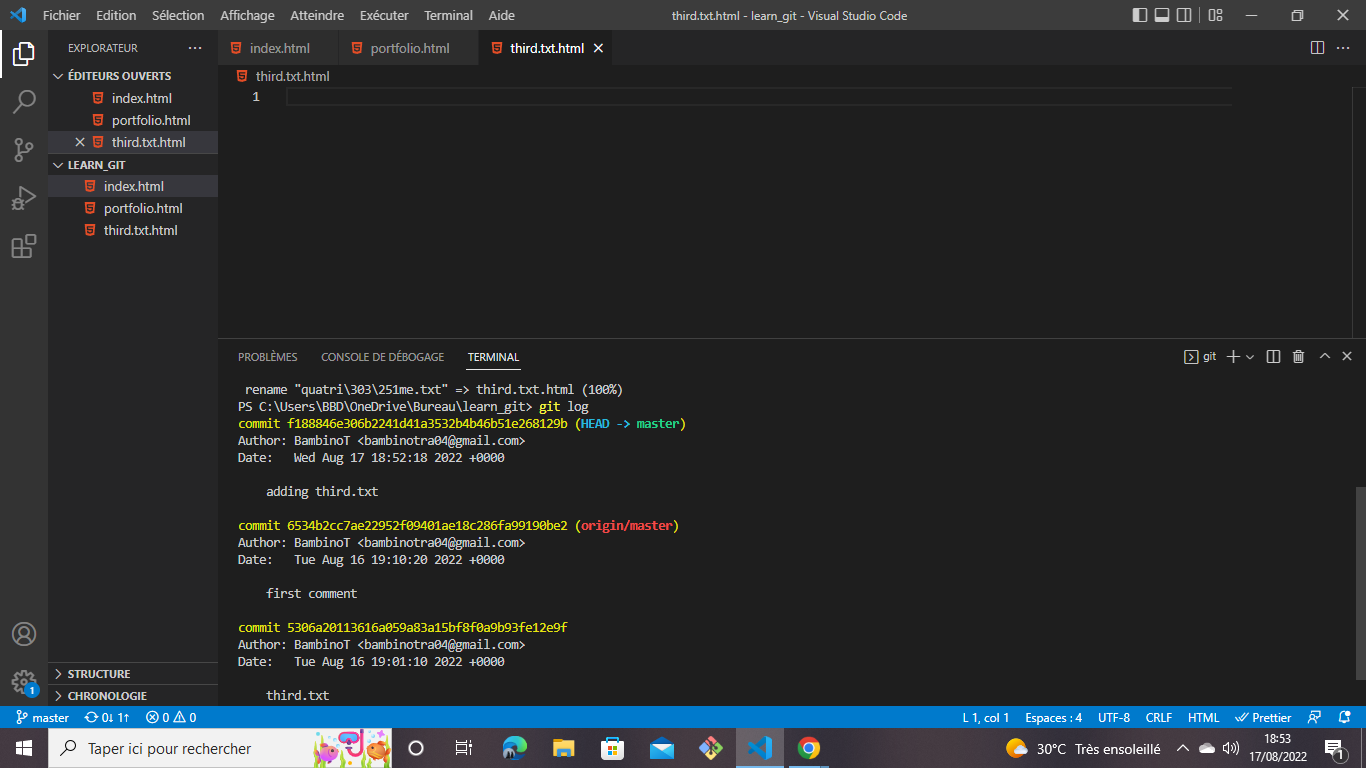 Fichier Edition Sélection Affichage Atteindre Exécuter Terminal Aide
third.txt.html - learn_git - Visual Studio Code
EXPLORATEUR
ÉDITEURS OUVERTS
index.html
portfolio.html
third.txt.html
LEARN_GIT
index.html
portfolio.html
third.txt.html
STRUCTURE
CHRONOLOGIE
index.html portfolio.html third.txt.html
third.txt.html
1
PROBLÈMES CONSOLE DE DÉBOGAGE TERMINAL
git
rename "quatri\303\251me.txt" => third.txt.html (100%)
PS C:\Users\BBD\OneDrive\Bureau\learn_git> git log
commit f188846e306b2241d41a3532b4b46b51e268129b (HEAD -> master)
Author: BambinoT <bambinotra04@gmail.com>
Date: Wed Aug 17 18:52:18 2022 +0000
adding third.txt
commit 6534b2cc7ae22952f09401ae18c286fa99190be2 (origin/master)
Author: BambinoT <bambinotra04@gmail.com>
Date: Tue Aug 16 19:10:20 2022 +0000
first comment
commit 5306a20113616a059a83a15bf8f0a9b93fe12e9f
Author: BambinoT <bambinotra04@gmail.com>
Date: Tue Aug 16 19:01:10 2022 +0000
third.txt
1
master 0↓ 1↑ 0 0
L 1, col 1 Espaces : 4 UTF-8 CRLF HTML Prettier
Taper ici pour rechercher
30°C Très ensoleillé
18:53
17/08/2022
1